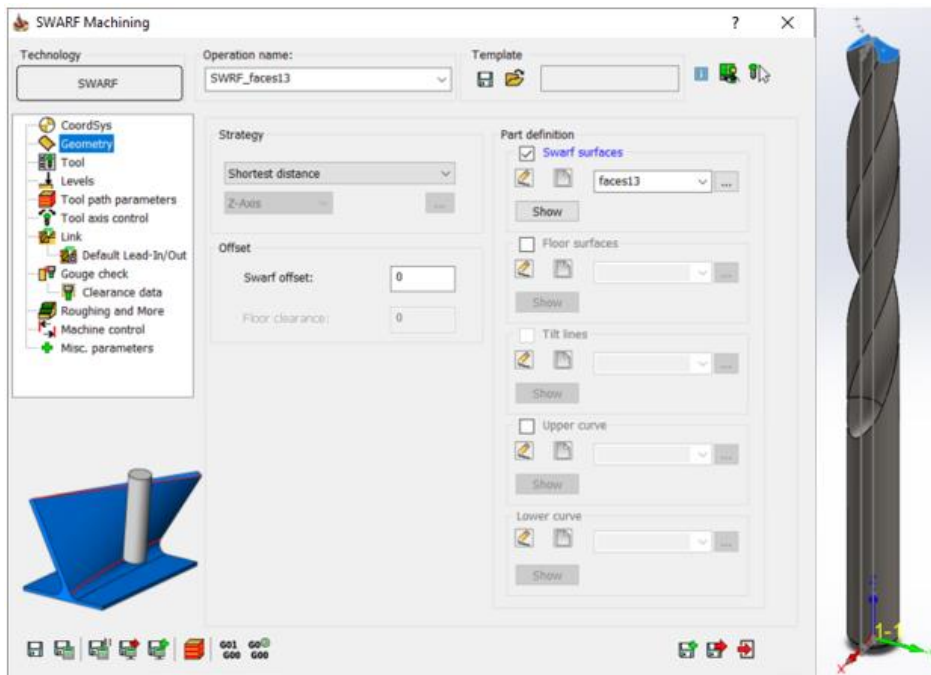 SWARF Machining
?
Technology
SWARF
Operation name:
SWRF_faces13
Template
CoordSys
Geometry
Tool
Levels
Tool path parameters
Tool axis control
Link
Default Lead-In/Out
Gouge check
Clearance data
Roughing and More
Machine control
Misc. parameters
Strategy
Shortest distance
Z-Axis
...
Offset
Swarf offset:
0
Floor clearance:
0
Part definition
Swarf surfaces
faces13
...
Show
Floor surfaces
...
Show
Tilt lines
...
Show
Upper curve
...
Show
Lower curve
...
Show
G01
G00
G0
G00
Z
1-1
X